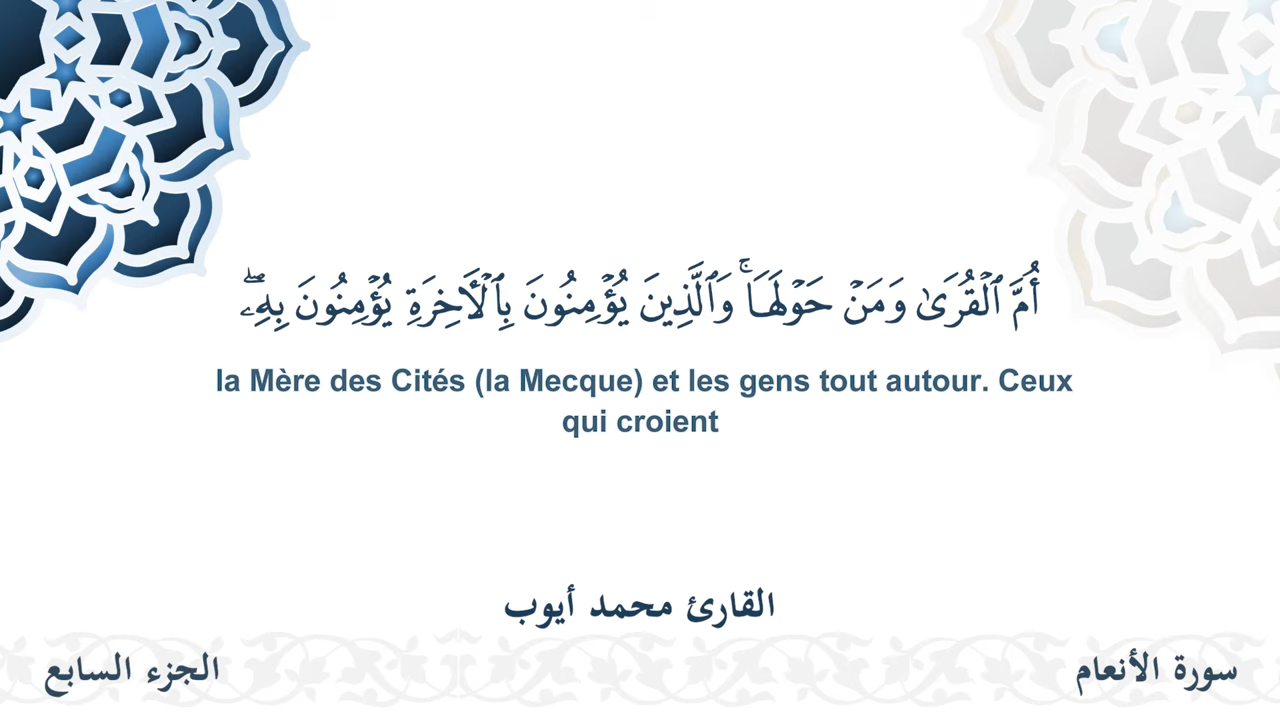 أُمَّ ٱلْقُرَىٰ وَمَنْ حَوْلَهَاۚ وَٱلَّذِينَ يُؤْمِنُونَ بِٱلْأَخِرَةِ يُؤْمِنُونَ بِهِۦۖ
la Mère des Cités (la Mecque) et les gens tout autour. Ceux
qui croient
القارئ محمد أيوب
سورة الأنعام
الجزء السابع